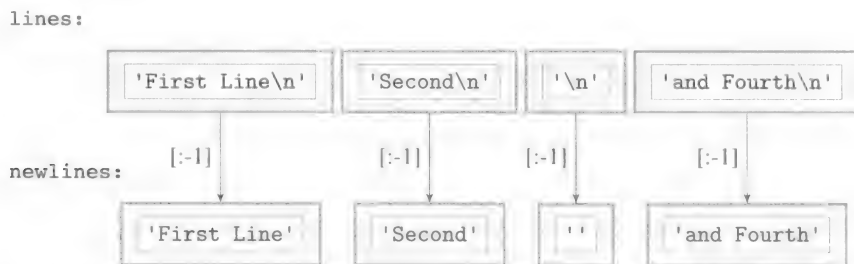 lines:
'First Line\n' 'Second\n' '\n' 'and Fourth\n'
[:-1] [:-1] [:-1] [:-1]
newlines:
'First Line' 'Second' '' 'and Fourth'